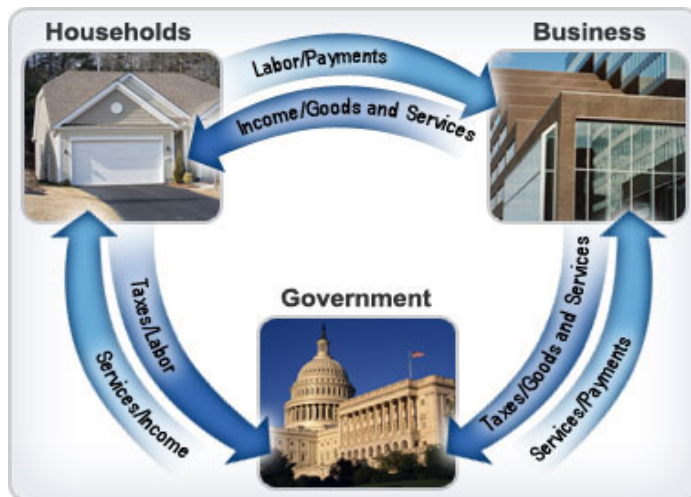 Households
Business
Labor/Payments
Income/Goods and Services
Taxes/Labor
Services/Income
Government
Taxes/Goods and Services
Services/Payments